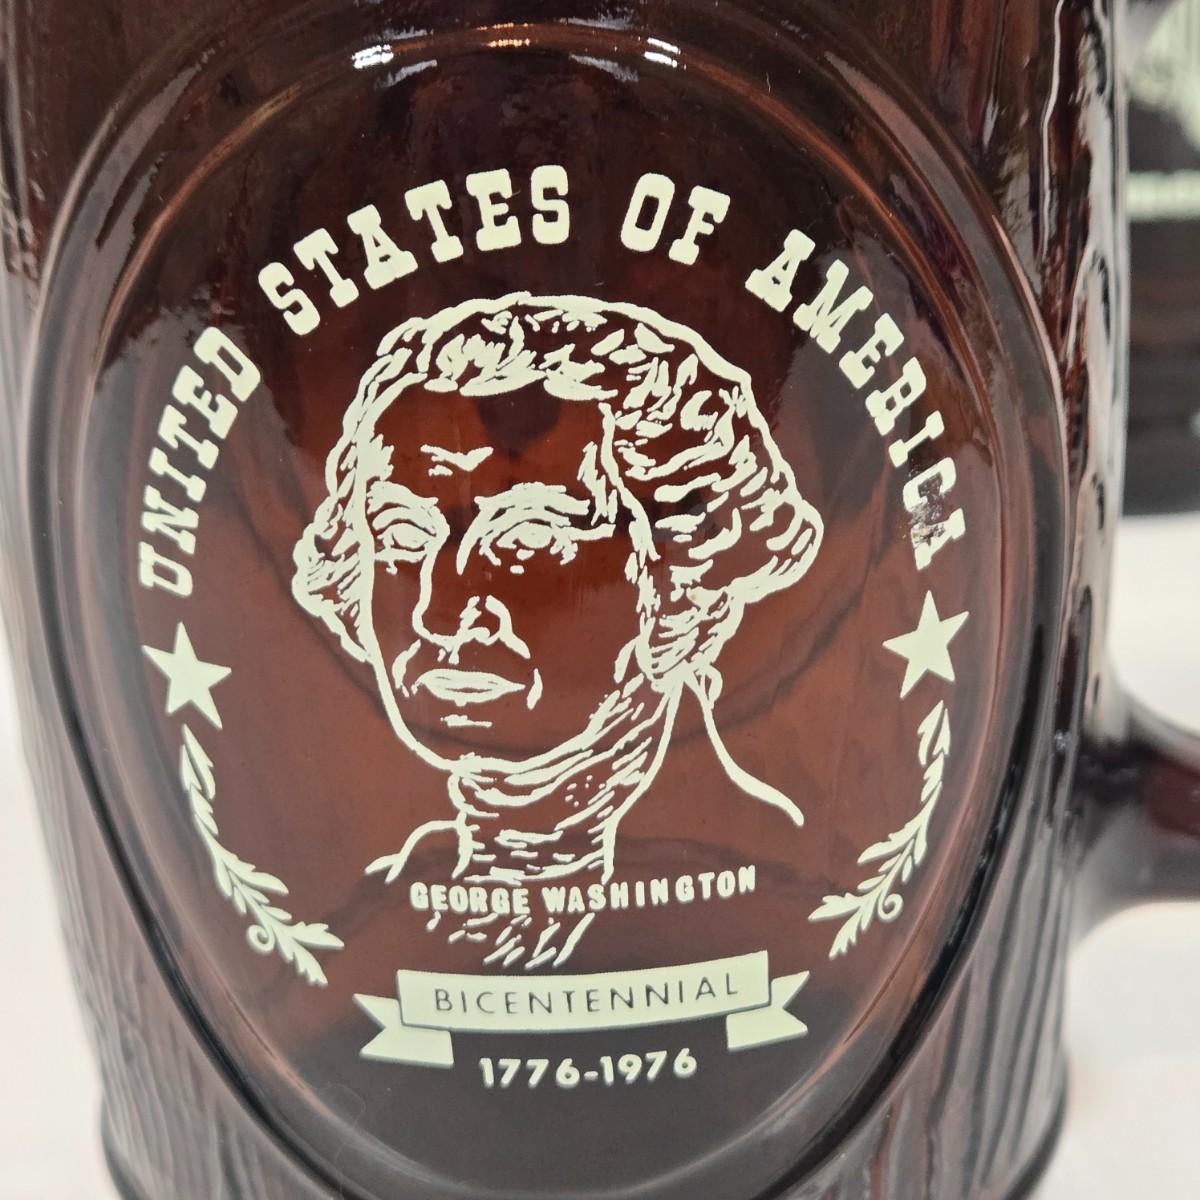 UNITED STATES OF AMERICA
GEORGE WASHINGTON
BICENTENNIAL
1776-1976